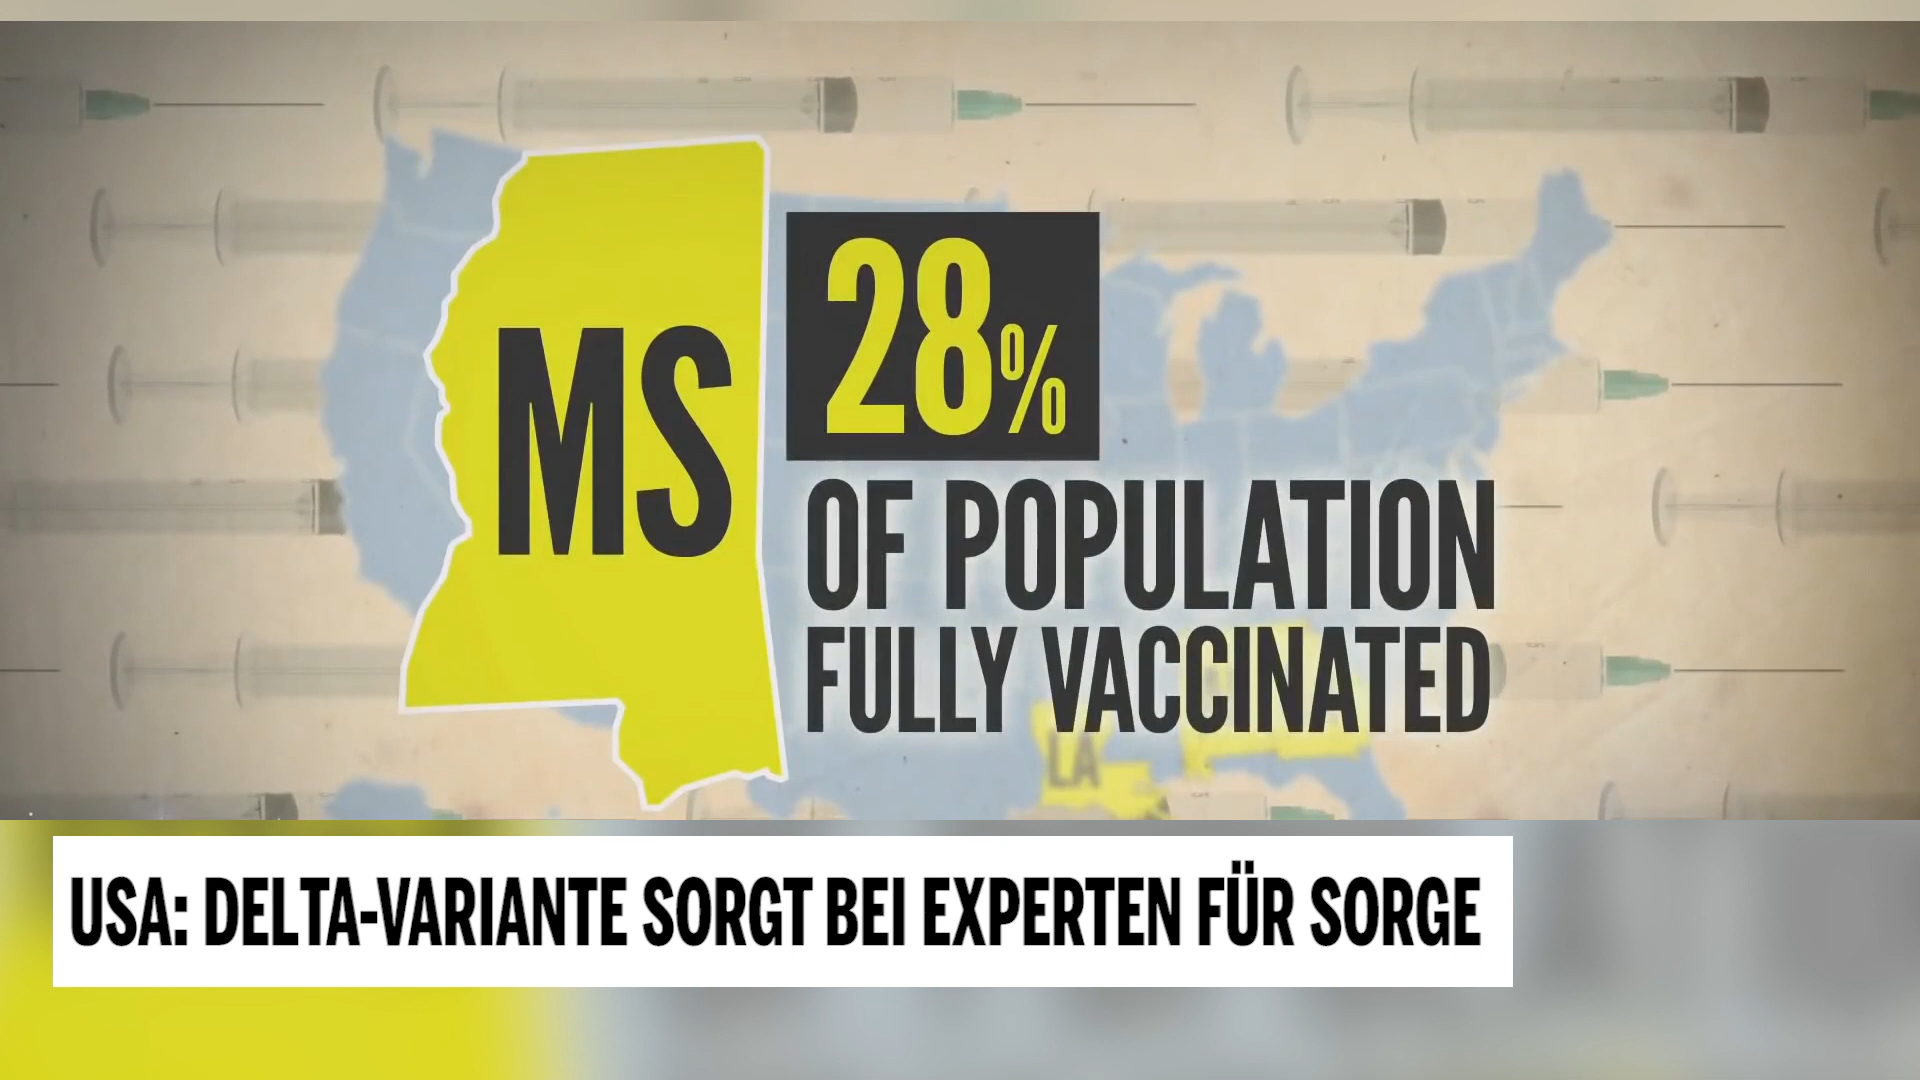 MS
28%
OF POPULATION
FULLY VACCINATED
LA
USA: DELTA-VARIANTE SORGT BEI EXPERTEN FÜR SORGE